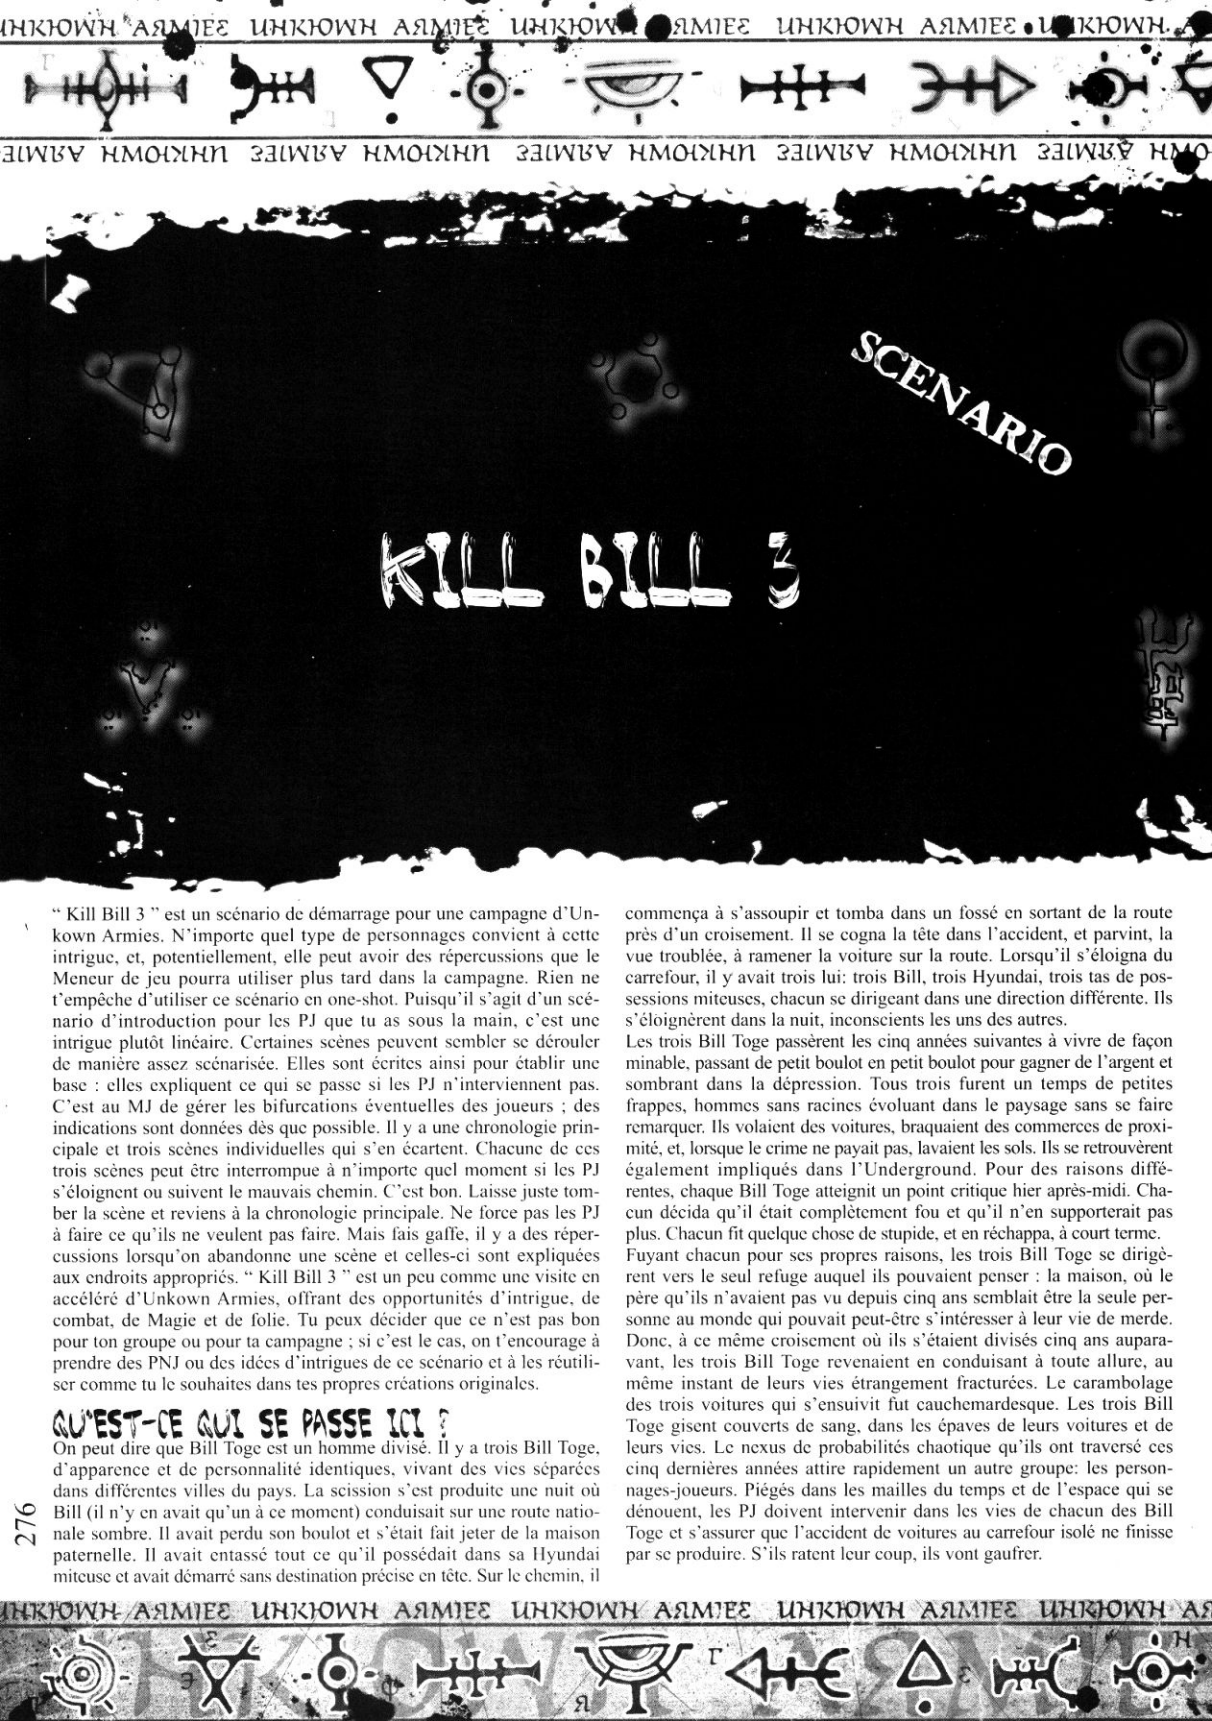 UNKNOWN ARMIES UNKNOWN ARMIES UNKNOWN ARMIES UNKNOWN ARMIES UNKNOWN
ARMIES UNKNOWN ARMIES UNKNOWN ARMIES UNKNOWN ARMIES UNKNOWN
SCENARIO
KILL BILL 3
“ Kill Bill 3 ” est un scénario de démarrage pour une campagne d’Un-
kown Armies. N’importe quel type de personnages convient à cette
intrigue, et, potentiellement, elle peut avoir des répercussions que le
Meneur de jeu pourra utiliser plus tard dans la campagne. Rien ne
t’empêche d’utiliser ce scénario en one-shot. Puisqu’il s’agit d’un scé-
nario d’introduction pour les PJ que tu as sous la main, c’est une
intrigue plutôt linéaire. Certaines scènes peuvent sembler se dérouler
de manière assez scénarisée. Elles sont écrites ainsi pour établir une
base : elles expliquent ce qui se passe si les PJ n’interviennent pas.
C’est au MJ de gérer les bifurcations éventuelles des joueurs ; des
indications sont données dès que possible. Il y a une chronologie prin-
cipale et trois scènes individuelles qui s’en écartent. Chacune de ces
trois scènes peut être interrompue à n’importe quel moment si les PJ
s’éloignent ou suivent le mauvais chemin. C’est bon. Laisse juste tom-
ber la scène et reviens à la chronologie principale. Ne force pas les PJ
à faire ce qu’ils ne veulent pas faire. Mais fais gaffe, il y a des réper-
cussions lorsqu’on abandonne une scène et celles-ci sont expliquées
aux endroits appropriés. “ Kill Bill 3 ” est un peu comme une visite en
accéléré d’Unkown Armies, offrant des opportunités d’intrigue, de
combat, de Magie et de folie. Tu peux décider que ce n’est pas bon
pour ton groupe ou pour ta campagne ; si c’est le cas, on t’encourage à
prendre des PNJ ou des idées d’intrigues de ce scénario et à les réutili-
ser comme tu le souhaites dans tes propres créations originales.
QU’EST-CE QUI SE PASSE ICI ?
On peut dire que Bill Toge est un homme divisé. Il y a trois Bill Toge,
d’apparence et de personnalité identiques, vivant des vies séparées
dans différentes villes du pays. La scission s’est produite une nuit où
Bill (il n’y en avait qu’un à ce moment) conduisait sur une route natio-
nale sombre. Il avait perdu son boulot et s’était fait jeter de la maison
paternelle. Il avait entassé tout ce qu’il possédait dans sa Hyundai
miteuse et avait démarré sans destination précise en tête. Sur le chemin, il
commença à s’assoupir et tomba dans un fossé en sortant de la route
près d’un croisement. Il se cogna la tête dans l’accident, et parvint, la
vue troublée, à ramener la voiture sur la route. Lorsqu’il s’éloigna du
carrefour, il y avait trois lui: trois Bill, trois Hyundai, trois tas de pos-
sessions miteuses, chacun se dirigeant dans une direction différente. Ils
s’éloignèrent dans la nuit, inconscients les uns des autres.
Les trois Bill Toge passèrent les cinq années suivantes à vivre de façon
minable, passant de petit boulot en petit boulot pour gagner de l’argent et
sombrant dans la dépression. Tous trois furent un temps de petites
frappes, hommes sans racines évoluant dans le paysage sans se faire
remarquer. Ils volaient des voitures, braquaient des commerces de proxi-
mité, et, lorsque le crime ne payait pas, lavaient les sols. Ils se retrouvèrent
également impliqués dans l’Underground. Pour des raisons diffé-
rentes, chaque Bill Toge atteignit un point critique hier après-midi. Cha-
cun décida qu’il était complètement fou et qu’il n’en supporterait pas
plus. Chacun fit quelque chose de stupide, et en réchappa, à court terme.
Fuyant chacun pour ses propres raisons, les trois Bill Toge se dirigè-
rent vers le seul refuge auquel ils pouvaient penser : la maison, où le
père qu’ils n’avaient pas vu depuis cinq ans semblait être la seule per-
sonne au monde qui pouvait peut-être s’intéresser à leur vie de merde.
Donc, à ce même croisement où ils s’étaient divisés cinq ans aupara-
vant, les trois Bill Toge revenaient en conduisant à toute allure, au
même instant de leurs vies étrangement fracturées. Le carambolage
des trois voitures qui s’ensuivit fut cauchemardesque. Les trois Bill
Toge gisent couverts de sang, dans les épaves de leurs voitures et de
leurs vies. Le nexus de probabilités chaotique qu’ils ont traversé ces
cinq dernières années attire rapidement un autre groupe: les person-
nages-joueurs. Piégés dans les mailles du temps et de l’espace qui se
dénouent, les PJ doivent intervenir dans les vies de chacun des Bill
Toge et s’assurer que l’accident de voitures au carrefour isolé ne finisse
par se produire. S’ils ratent leur coup, ils vont gaufrer.
276
UNKNOWN ARMIES UNKNOWN ARMIES UNKNOWN ARMIES UNKNOWN ARMIES UNKNOWN AR